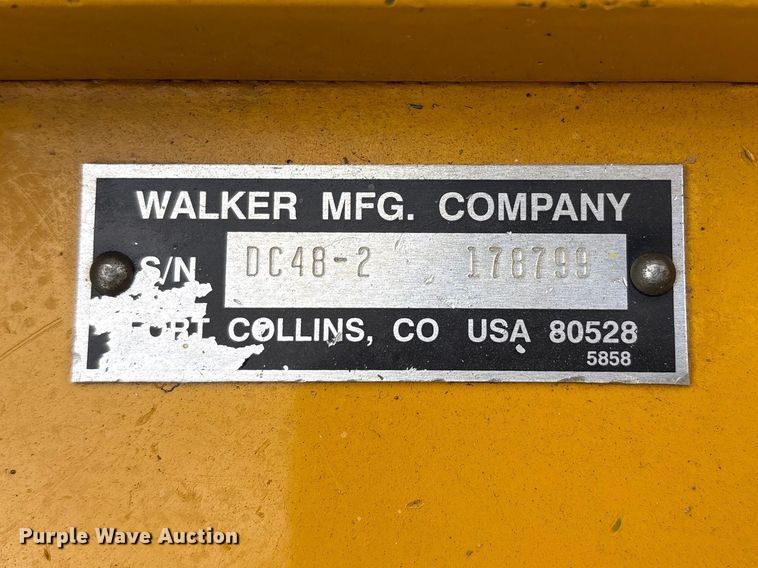 WALKER MFG. COMPANY
S/N DC48-2 178799
FORT COLLINS, CO USA 80528
5858
Purple Wave Auction